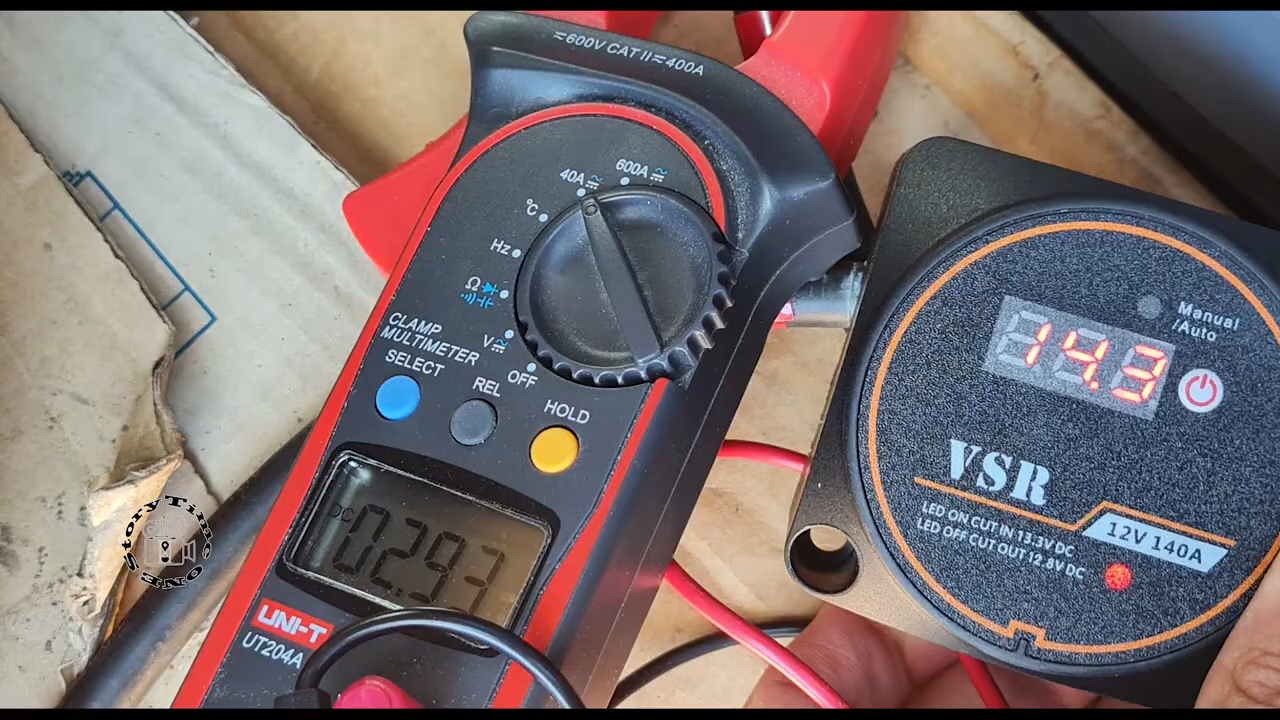 ⎓600V CAT II ⎓400A
600A
40A
℃
Hz
Ω
V
OFF
CLAMP
MULTIMETER
SELECT
REL
HOLD
DC
02.93
UNI-T
UT204A
Manual
/Auto
14.3
VSR
LED ON CUT IN 13.3V DC
LED OFF CUT OUT 12.8V DC
12V 140A
StoryTime
ONE